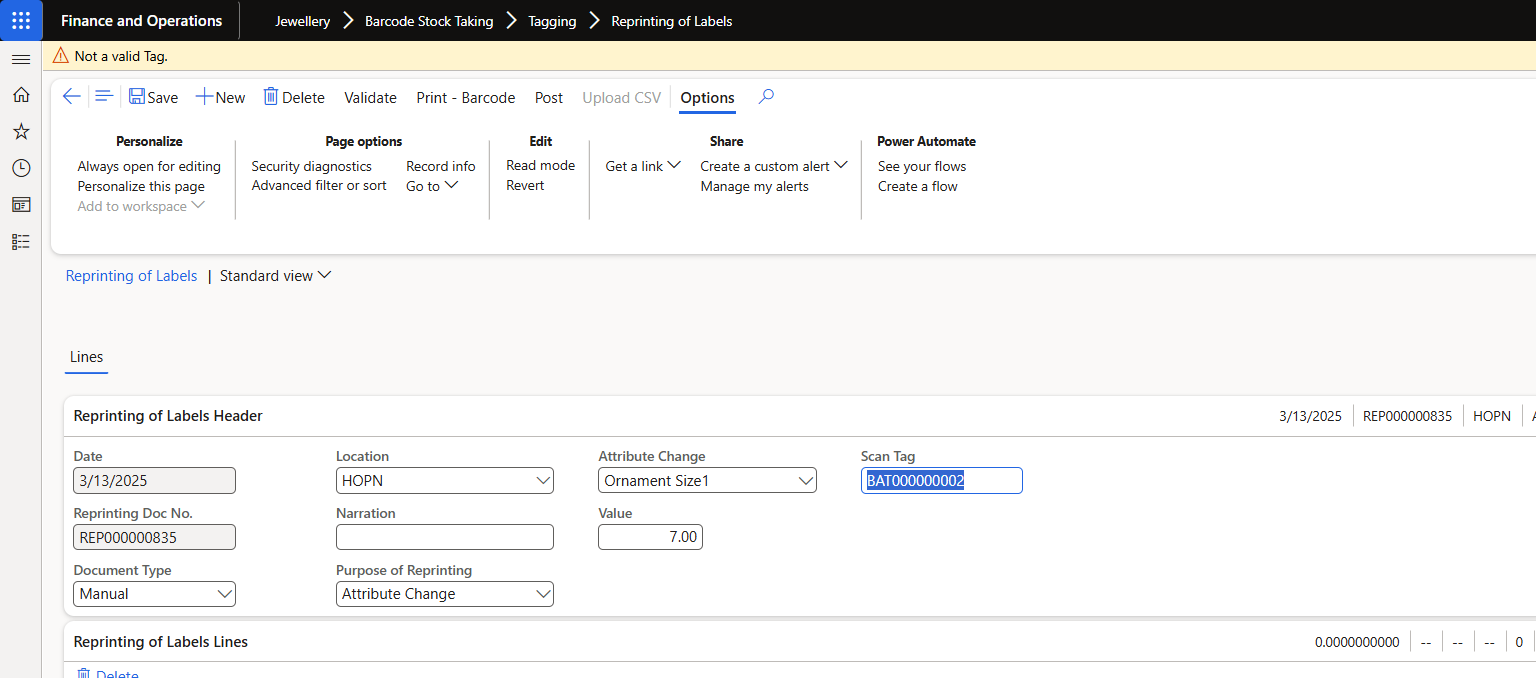 Finance and Operations Jewellery Barcode Stock Taking Tagging Reprinting of Labels
Not a valid Tag.
Save New Delete Validate Print - Barcode Post Upload CSV Options
Personalize Page options Edit Share Power Automate
Always open for editing Security diagnostics Record info Read mode Get a link Create a custom alert See your flows
Personalize this page Advanced filter or sort Go to Revert Manage my alerts Create a flow
Add to workspace
Reprinting of Labels | Standard view
Lines
Reprinting of Labels Header 3/13/2025 REP000000835 HOPN
Date Location Attribute Change Scan Tag
3/13/2025 HOPN Ornament Size1 BAT000000002
Reprinting Doc No. Narration Value
REP000000835 7.00
Document Type Purpose of Reprinting
Manual Attribute Change
Reprinting of Labels Lines 0.0000000000 -- -- -- 0
Delete